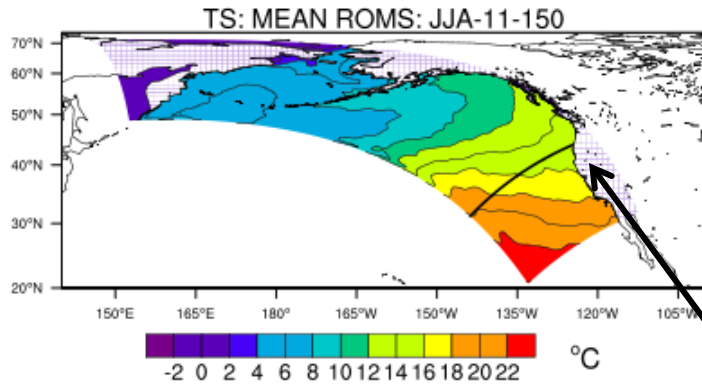 TS: MEAN ROMS: JJA-11-150
70°N
60°N
50°N
40°N
30°N
20°N
150°E 165°E 180° 165°W 150°W 135°W 120°W 105°W
-2 0 2 4 6 8 10 12 14 16 18 20 22 °C